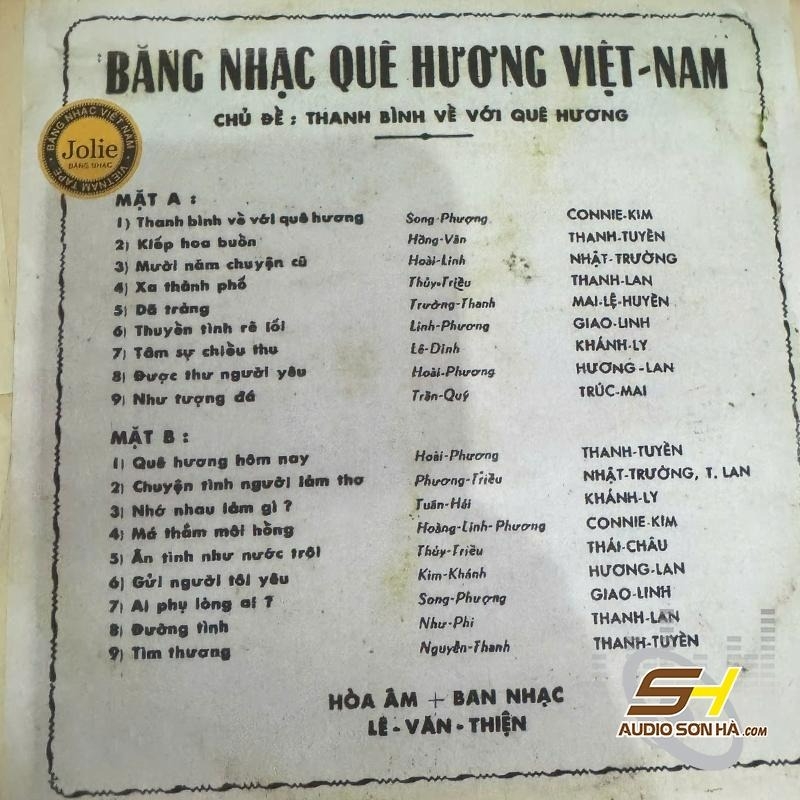 BĂNG NHẠC QUÊ HƯƠNG VIỆT-NAM
CHỦ ĐỀ : THANH BÌNH VỀ VỚI QUÊ HƯƠNG
BĂNG NHẠC VIỆT NAM
Jolie
BĂNG NHẠC
VIETNAM TAPE
MẶT A :
1) Thanh bình về với quê hương Song-Phượng CONNIE-KIM
2) Kiếp hoa buồn Hồng-Vân THANH-TUYỀN
3) Mười năm chuyện cũ Hoài-Linh NHẬT-TRƯỜNG
4) Xa thành phố Thủy-Triều THANH-LAN
5) Dã tràng Trường-Thanh MAI-LỆ-HUYỀN
6) Thuyền tình rẽ lối Linh-Phương GIAO-LINH
7) Tâm sự chiều thu Lê-Dinh KHÁNH-LY
8) Được thư người yêu Hoài-Phương HƯƠNG-LAN
9) Như tượng đá Trần-Quý TRÚC-MAI
MẶT B :
1) Quê hương hôm nay Hoài-Phương THANH-TUYỀN
2) Chuyện tình người làm thơ Phương-Triều NHẬT-TRƯỜNG, T. LAN
3) Nhớ nhau làm gì ? Tuấn-Hải KHÁNH-LY
4) Má thắm môi hồng Hoàng-Linh-Phương CONNIE-KIM
5) Ân tình như nước trôi Thủy-Triều THÁI-CHÂU
6) Gửi người tôi yêu Kim-Khánh HƯƠNG-LAN
7) Ai phụ lòng ai ? Song-Phượng GIAO-LINH
8) Đường tình Như-Phi THANH-LAN
9) Tìm thương Nguyễn-Thanh THANH-TUYỀN
HÒA ÂM + BAN NHẠC
LÊ-VĂN-THIỆN
SH
AUDIO SƠN HÀ.COM